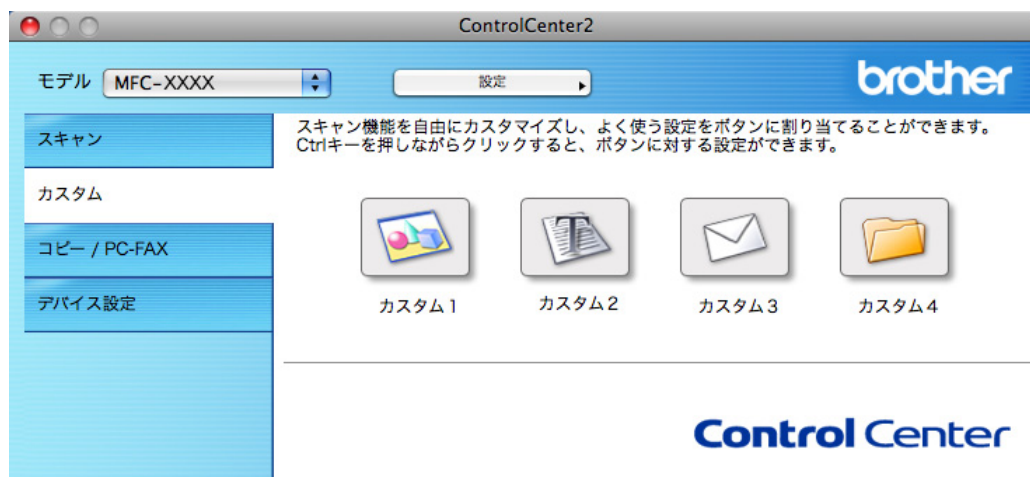 ControlCenter2
モデル MFC-XXXX 設定 brother
スキャン
カスタム
コピー / PC-FAX
デバイス設定
スキャン機能を自由にカスタマイズし、よく使う設定をボタンに割り当てることができます。
Ctrlキーを押しながらクリックすると、ボタンに対する設定ができます。
T
カスタム1 カスタム2 カスタム3 カスタム4
Control Center